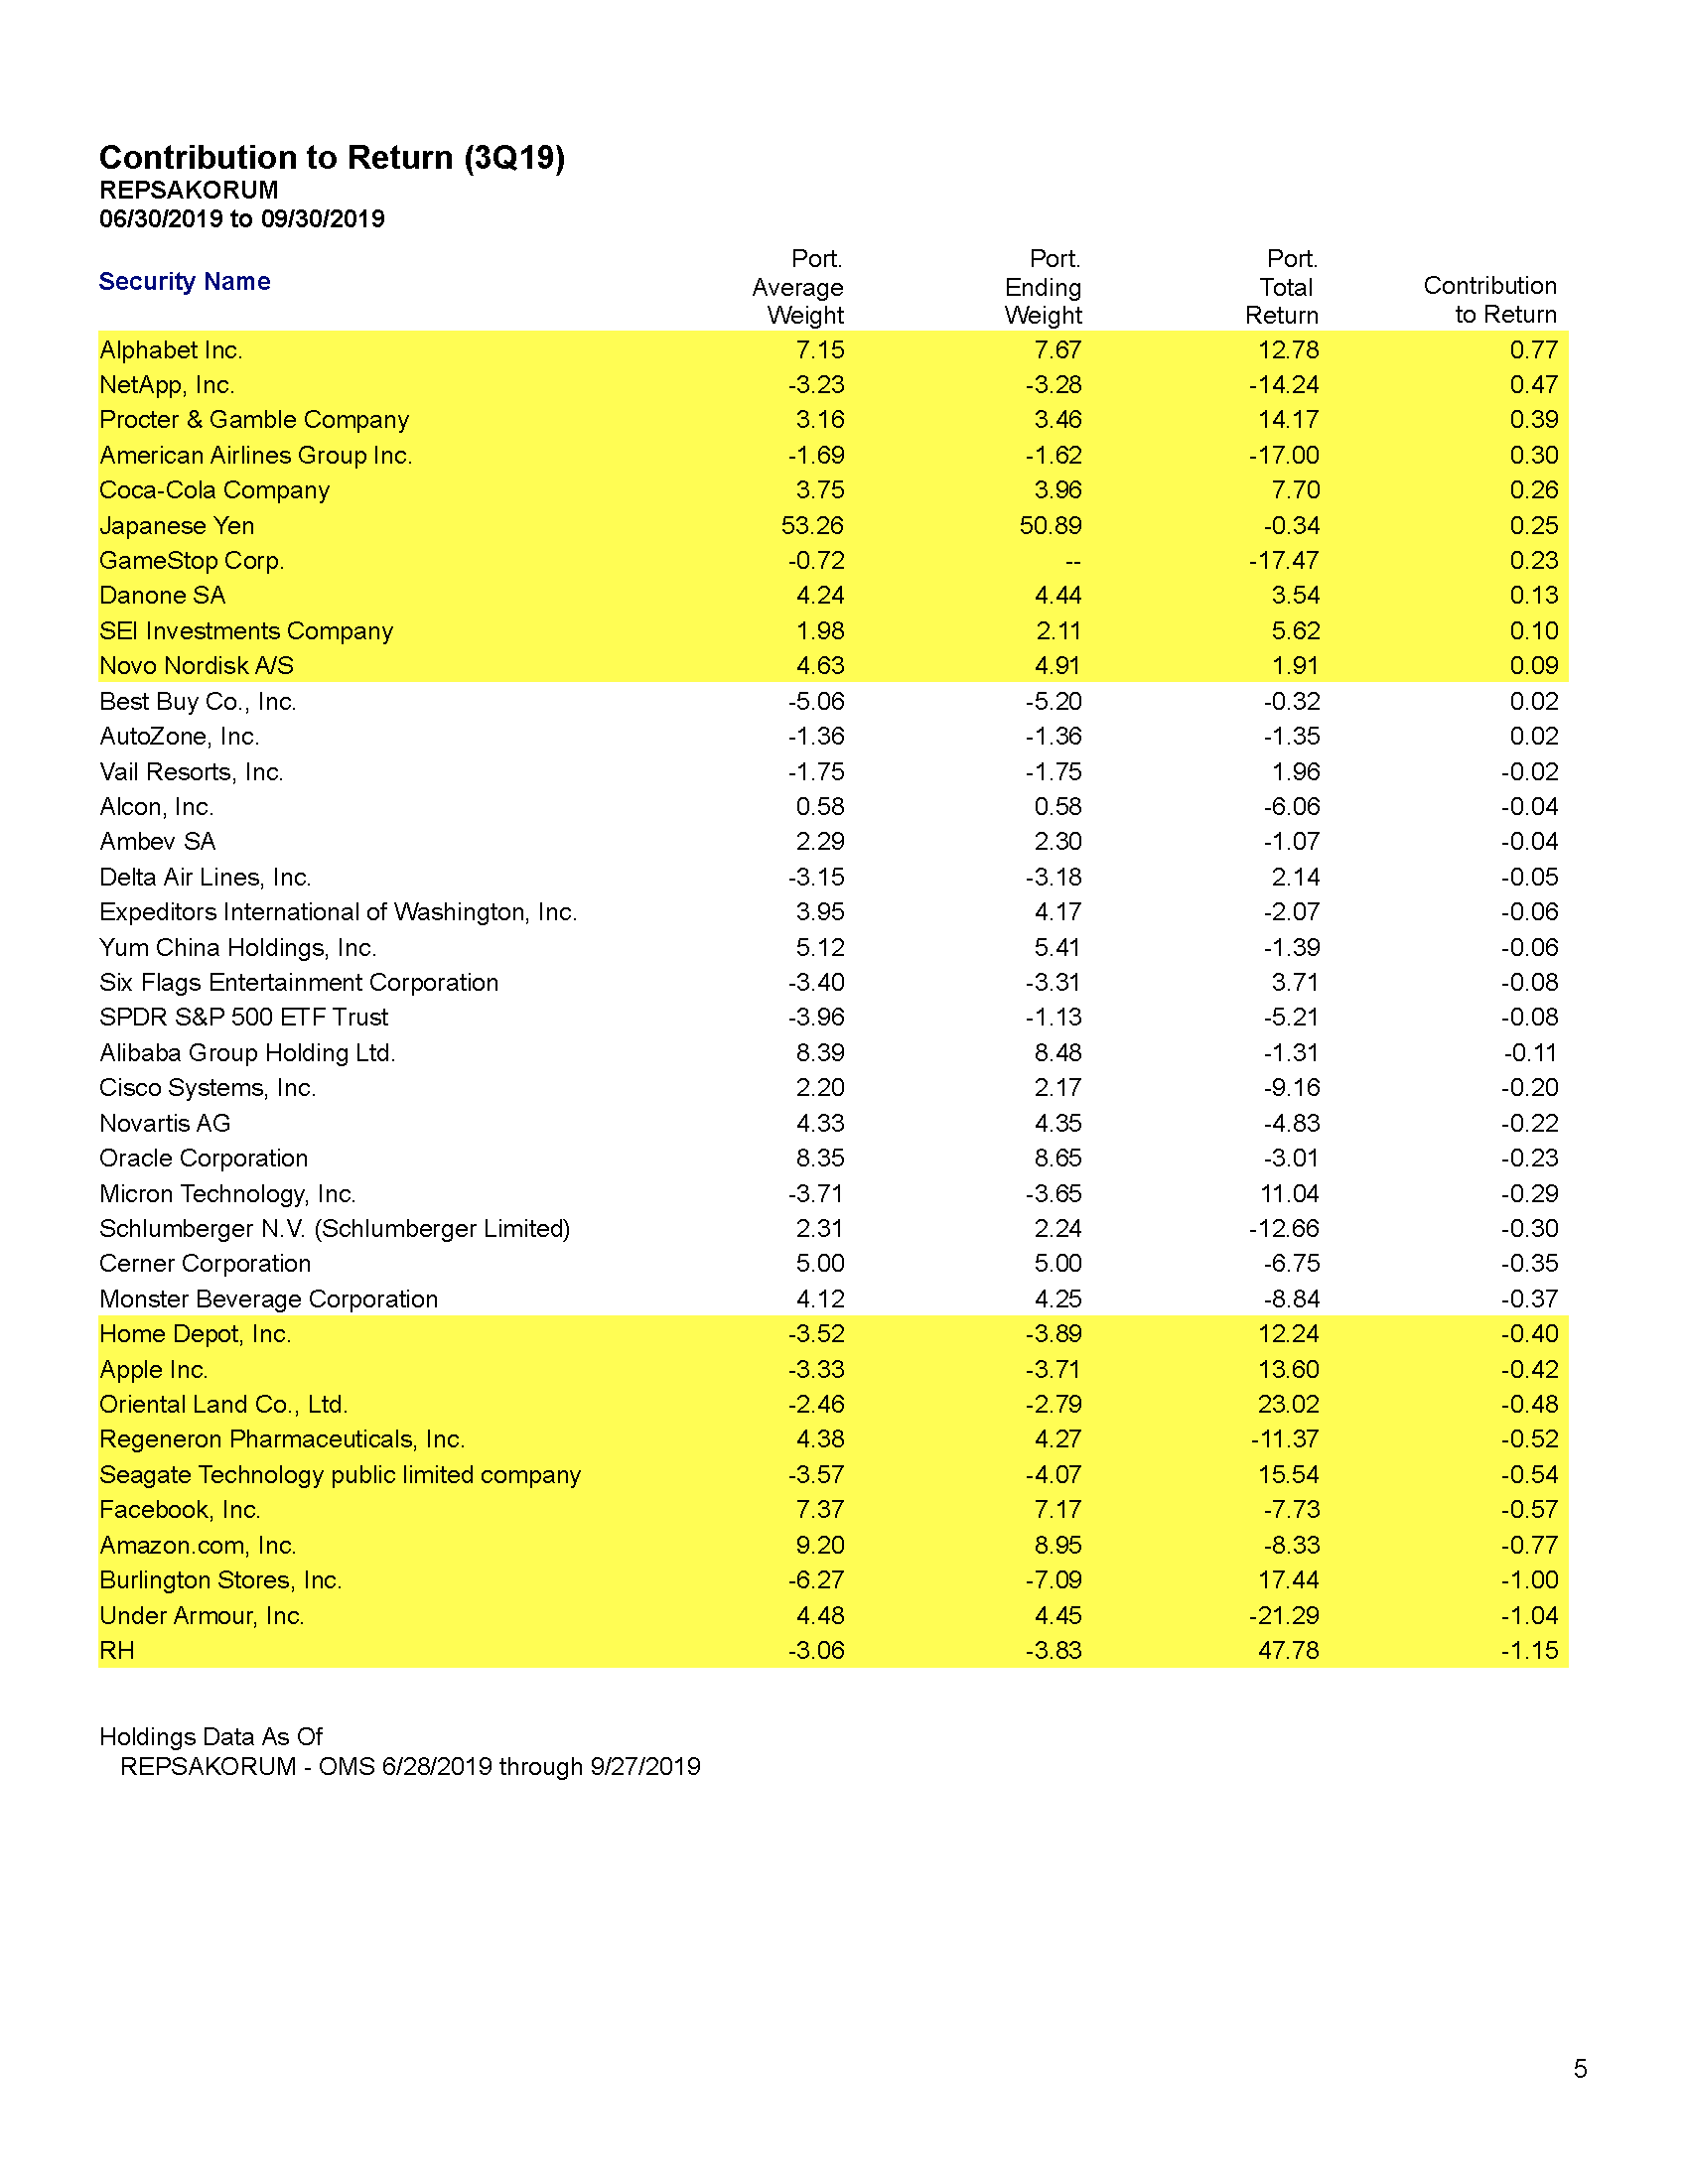 Contribution to Return (3Q19)
REPSAKORUM
06/30/2019 to 09/30/2019
Security Name Port. Average Weight Port. Ending Weight Port. Total Return Contribution to Return
Alphabet Inc. 7.15 7.67 12.78 0.77
NetApp, Inc. -3.23 -3.28 -14.24 0.47
Procter & Gamble Company 3.16 3.46 14.17 0.39
American Airlines Group Inc. -1.69 -1.62 -17.00 0.30
Coca-Cola Company 3.75 3.96 7.70 0.26
Japanese Yen 53.26 50.89 -0.34 0.25
GameStop Corp. -0.72 -- -17.47 0.23
Danone SA 4.24 4.44 3.54 0.13
SEI Investments Company 1.98 2.11 5.62 0.10
Novo Nordisk A/S 4.63 4.91 1.91 0.09
Best Buy Co., Inc. -5.06 -5.20 -0.32 0.02
AutoZone, Inc. -1.36 -1.36 -1.35 0.02
Vail Resorts, Inc. -1.75 -1.75 1.96 -0.02
Alcon, Inc. 0.58 0.58 -6.06 -0.04
Ambev SA 2.29 2.30 -1.07 -0.04
Delta Air Lines, Inc. -3.15 -3.18 2.14 -0.05
Expeditors International of Washington, Inc. 3.95 4.17 -2.07 -0.06
Yum China Holdings, Inc. 5.12 5.41 -1.39 -0.06
Six Flags Entertainment Corporation -3.40 -3.31 3.71 -0.08
SPDR S&P 500 ETF Trust -3.96 -1.13 -5.21 -0.08
Alibaba Group Holding Ltd. 8.39 8.48 -1.31 -0.11
Cisco Systems, Inc. 2.20 2.17 -9.16 -0.20
Novartis AG 4.33 4.35 -4.83 -0.22
Oracle Corporation 8.35 8.65 -3.01 -0.23
Micron Technology, Inc. -3.71 -3.65 11.04 -0.29
Schlumberger N.V. (Schlumberger Limited) 2.31 2.24 -12.66 -0.30
Cerner Corporation 5.00 5.00 -6.75 -0.35
Monster Beverage Corporation 4.12 4.25 -8.84 -0.37
Home Depot, Inc. -3.52 -3.89 12.24 -0.40
Apple Inc. -3.33 -3.71 13.60 -0.42
Oriental Land Co., Ltd. -2.46 -2.79 23.02 -0.48
Regeneron Pharmaceuticals, Inc. 4.38 4.27 -11.37 -0.52
Seagate Technology public limited company -3.57 -4.07 15.54 -0.54
Facebook, Inc. 7.37 7.17 -7.73 -0.57
Amazon.com, Inc. 9.20 8.95 -8.33 -0.77
Burlington Stores, Inc. -6.27 -7.09 17.44 -1.00
Under Armour, Inc. 4.48 4.45 -21.29 -1.04
RH -3.06 -3.83 47.78 -1.15
Holdings Data As Of
REPSAKORUM - OMS 6/28/2019 through 9/27/2019
5